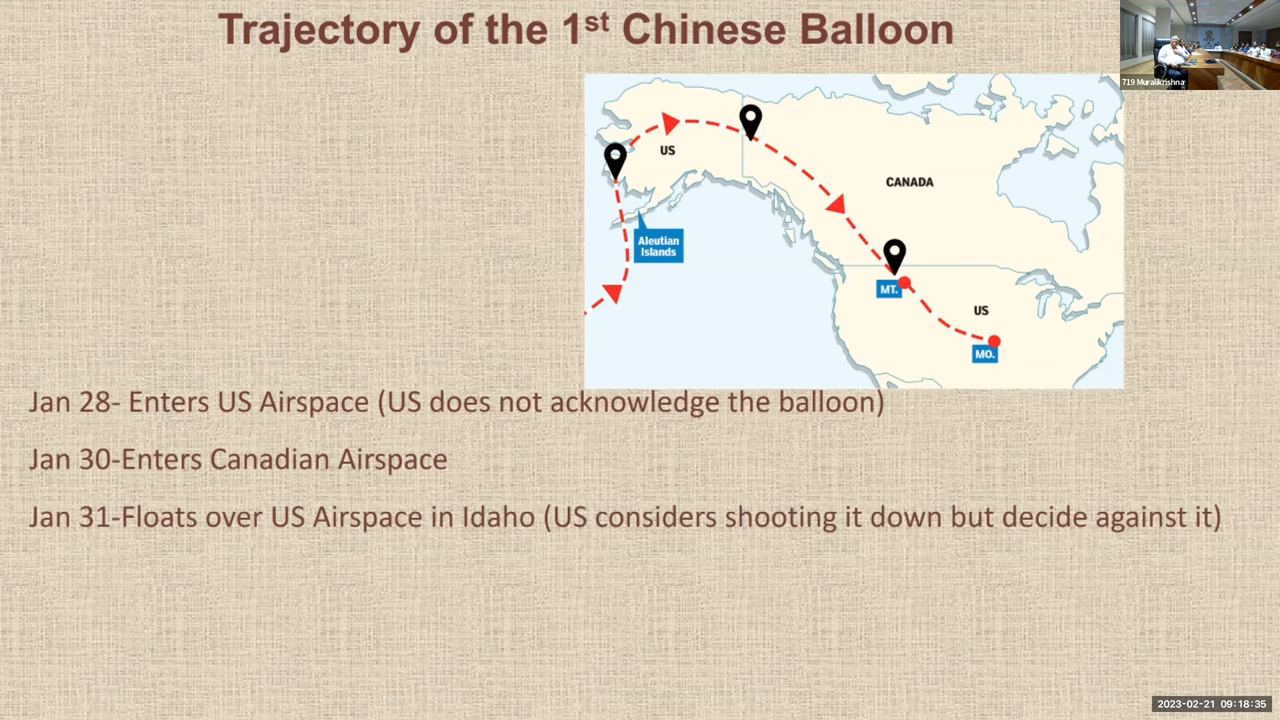 Trajectory of the 1st Chinese Balloon
719 Muralikrishna
US
CANADA
Aleutian
Islands
MT.
US
MO.
Jan 28- Enters US Airspace (US does not acknowledge the balloon)
Jan 30-Enters Canadian Airspace
Jan 31-Floats over US Airspace in Idaho (US considers shooting it down but decide against it)
2023-02-21 09:18:35